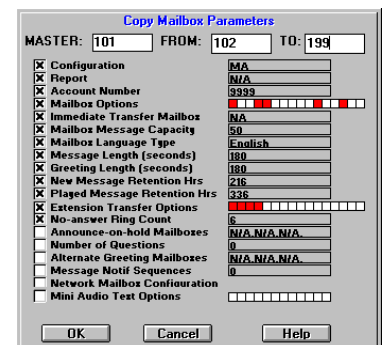 Copy Mailbox Parameters
MASTER: 101 FROM: 102 TO: 199
Configuration MA
Report N/A
Account Number 9999
Mailbox Options
Immediate Transfer Mailbox NA
Mailbox Message Capacity 50
Mailbox Language Type English
Message Length (seconds) 180
Greeting Length (seconds) 180
New Message Retention Hrs 216
Played Message Retention Hrs 336
Extension Transfer Options
No-answer Ring Count 6
Announce-on-hold Mailboxes N/A.N/A.N/A.
Number of Questions 0
Alternate Greeting Mailboxes N/A.N/A.N/A.
Message Notif Sequences 0
Network Mailbox Configuration
Mini Audio Text Options
OK Cancel Help